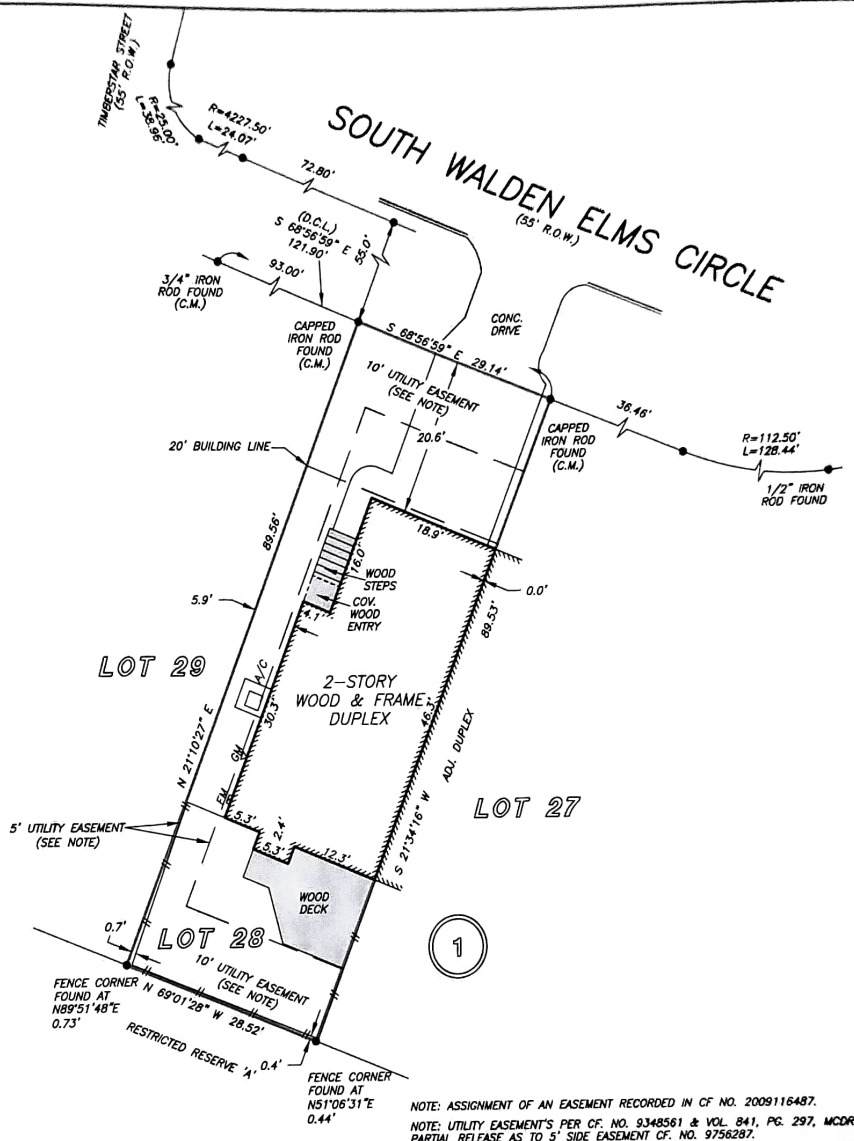 TIMBERSTAR STREET
(55' R.O.W.)
R=25.00'
L=38.96'
R=4227.50'
L=24.07'
72.80'
SOUTH WALDEN ELMS CIRCLE
(55' R.O.W.)
(D.C.L.)
S 68°56'59" E
121.90'
55.0'
93.00'
3/4" IRON
ROD FOUND
(C.M.)
CAPPED
IRON ROD
FOUND
(C.M.)
CONC.
DRIVE
S 68°56'59" E 29.14'
10' UTILITY EASEMENT
(SEE NOTE)
36.46'
CAPPED
IRON ROD
FOUND
(C.M.)
R=112.50'
L=128.44'
1/2" IRON
ROD FOUND
20' BUILDING LINE
20.6'
18.9'
89.56'
16.0'
WOOD
STEPS
COV.
WOOD
ENTRY
4.1'
0.0'
89.53'
5.9'
LOT 29
A/C
2-STORY
WOOD & FRAME
DUPLEX
30.3'
46.3'
ADJ. DUPLEX
N 21°10'27" E
GM
EM
LOT 27
S 21°34'16" W
5' UTILITY EASEMENT
(SEE NOTE)
5.3'
2.4'
5.3'
12.3'
WOOD
DECK
0.7'
LOT 28
1
10' UTILITY EASEMENT
(SEE NOTE)
FENCE CORNER
FOUND AT
N89°51'48"E
0.73'
N 69°01'28" W 28.52'
RESTRICTED RESERVE 'A'
0.4'
FENCE CORNER
FOUND AT
N51°06'31"E
0.44'
NOTE: ASSIGNMENT OF AN EASEMENT RECORDED IN CF NO. 2009116487.
NOTE: UTILITY EASEMENT'S PER CF. NO. 9348561 & VOL. 841, PG. 297, MCDR
PARTIAL RELEASE AS TO 5' SIDE EASEMENT CF. NO. 9756287.